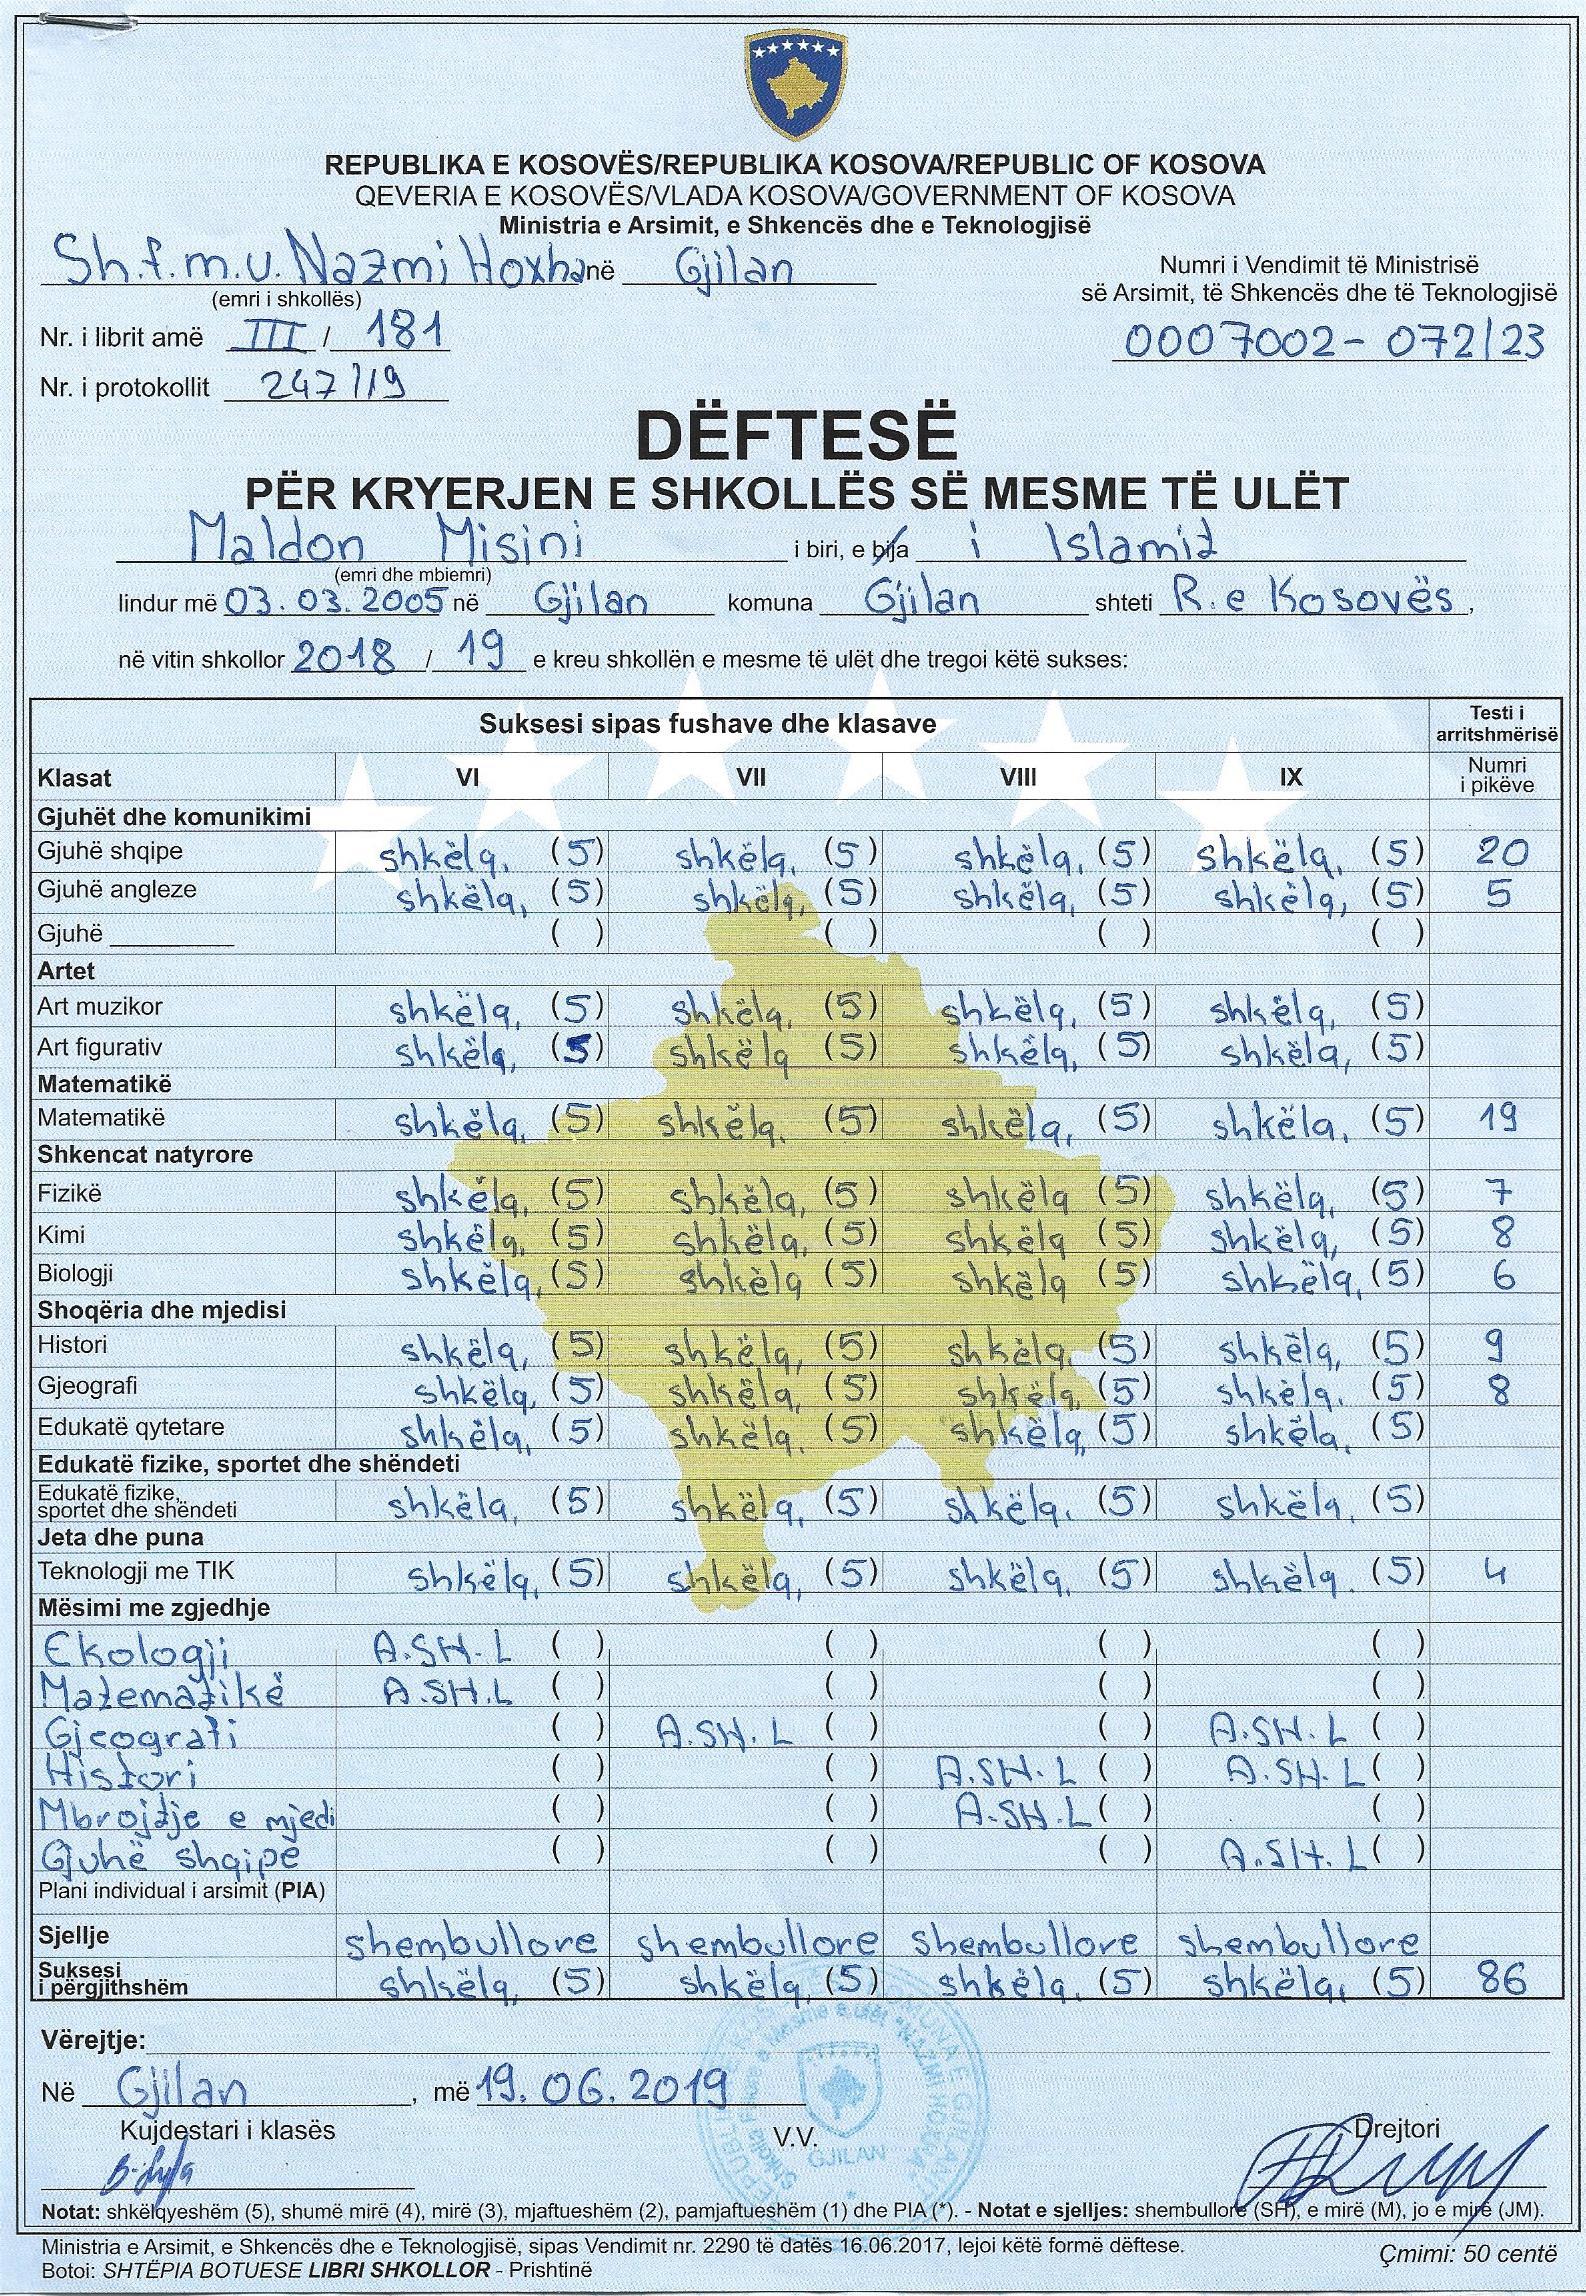 REPUBLIKA E KOSOVËS/REPUBLIKA KOSOVA/REPUBLIC OF KOSOVA
QEVERIA E KOSOVËS/VLADA KOSOVA/GOVERNMENT OF KOSOVA
Ministria e Arsimit, e Shkencës dhe e Teknologjisë
Sh.f.m.u. Nazmi Hoxha në Gjilan
(emri i shkollës)
Numri i Vendimit të Ministrisë
së Arsimit, të Shkencës dhe të Teknologjisë
0007002-072/23
Nr. i librit amë III / 181
Nr. i protokollit 247/19
DËFTESË
PËR KRYERJEN E SHKOLLËS SË MESME TË ULËT
Maldon Misini i biri, e bija i Islamit
(emri dhe mbiemri)
lindur më 03.03.2005 në Gjilan komuna Gjilan shteti R.e Kosovës,
në vitin shkollor 2018 / 19 e kreu shkollën e mesme të ulët dhe tregoi këtë sukses:
Suksesi sipas fushave dhe klasave Testi i arritshmërisë
Klasat VI VII VIII IX Numri i pikëve
Gjuhët dhe komunikimi
Gjuhë shqipe shkëlq. (5) shkëlq. (5) shkëlq. (5) shkëlq. (5) 20
Gjuhë angleze shkëlq. (5) shkëlq. (5) shkëlq. (5) shkëlq. (5) 5
Gjuhë ________ ( ) ( ) ( ) ( )
Artet
Art muzikor shkëlq. (5) shkëlq. (5) shkëlq. (5) shkëlq. (5)
Art figurativ shkëlq. (5) shkëlq (5) shkëlq. (5) shkëlq. (5)
Matematikë
Matematikë shkëlq. (5) shkëlq. (5) shkëlq. (5) shkëlq. (5) 19
Shkencat natyrore
Fizikë shkëlq. (5) shkëlq. (5) shkëlq (5) shkëlq. (5) 7
Kimi shkëlq. (5) shkëlq. (5) shkëlq (5) shkëlq. (5) 8
Biologji shkëlq. (5) shkëlq (5) shkëlq (5) shkëlq. (5) 6
Shoqëria dhe mjedisi
Histori shkëlq. (5) shkëlq. (5) shkëlq. (5) shkëlq. (5) 9
Gjeografi shkëlq. (5) shkëlq. (5) shkëlq. (5) shkëlq. (5) 8
Edukatë qytetare shkëlq. (5) shkëlq. (5) shkëlq. (5) shkëlq. (5)
Edukatë fizike, sportet dhe shëndeti
Edukatë fizike, sportet dhe shëndeti shkëlq. (5) shkëlq. (5) shkëlq. (5) shkëlq. (5)
Jeta dhe puna
Teknologji me TIK shkëlq. (5) shkëlq. (5) shkëlq. (5) shkëlq. (5) 4
Mësimi me zgjedhje
Ekologji A.SH.L ( ) ( ) ( ) ( )
Matematikë A.SH.L ( ) ( ) ( ) ( )
Gjeografi ( ) A.SH.L ( ) ( ) A.SH.L ( )
Histori ( ) ( ) A.SH.L ( ) A.SH.L ( )
Mbrojtje e mjedi ( ) ( ) A.SH.L ( ) ( )
Gjuhë shqipe ( ) ( ) ( ) A.SH.L ( )
Plani individual i arsimit (PIA)
Sjellje shembullore shembullore shembullore shembullore
Suksesi i përgjithshëm shkëlq. (5) shkëlq. (5) shkëlq. (5) shkëlq. (5) 86
Vërejtje:
Në Gjilan, më 19.06.2019
Kujdestari i klasës V.V. Drejtori
GJILAN
Notat: shkëlqyeshëm (5), shumë mirë (4), mirë (3), mjaftueshëm (2), pamjaftueshëm (1) dhe PIA (*). - Notat e sjelljes: shembullore (SH), e mirë (M), jo e mirë (JM).
Ministria e Arsimit, e Shkencës dhe e Teknologjisë, sipas Vendimit nr. 2290 të datës 16.06.2017, lejoi këtë formë dëftese.
Botoi: SHTËPIA BOTUESE LIBRI SHKOLLOR - Prishtinë
Çmimi: 50 centë